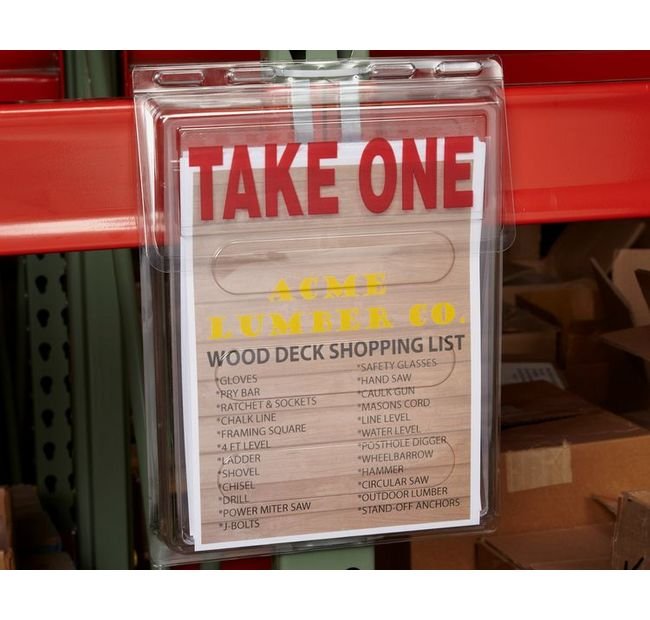 TAKE ONE
ACME
LUMBER CO.
WOOD DECK SHOPPING LIST
*GLOVES
*PRY BAR
*RATCHET & SOCKETS
*CHALK LINE
*FRAMING SQUARE
*4 FT LEVEL
*LADDER
*SHOVEL
*CHISEL
*DRILL
*POWER MITER SAW
*J-BOLTS
*SAFETY GLASSES
*HAND SAW
*CAULK GUN
*MASONS CORD
*LINE LEVEL
*WATER LEVEL
*POSTHOLE DIGGER
*WHEELBARROW
*HAMMER
*CIRCULAR SAW
*OUTDOOR LUMBER
*STAND-OFF ANCHORS